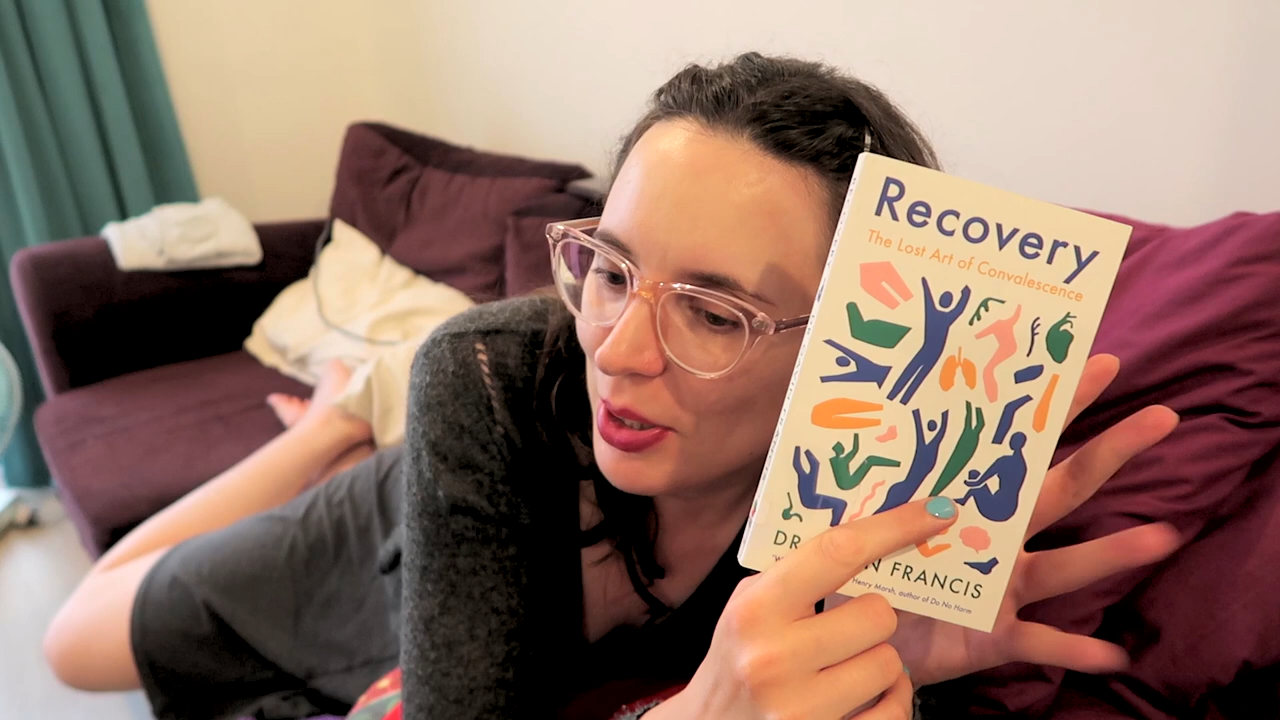 Recovery
The Lost Art of Convalescence
DR
N FRANCIS
Henry Marsh, author of Do No Harm